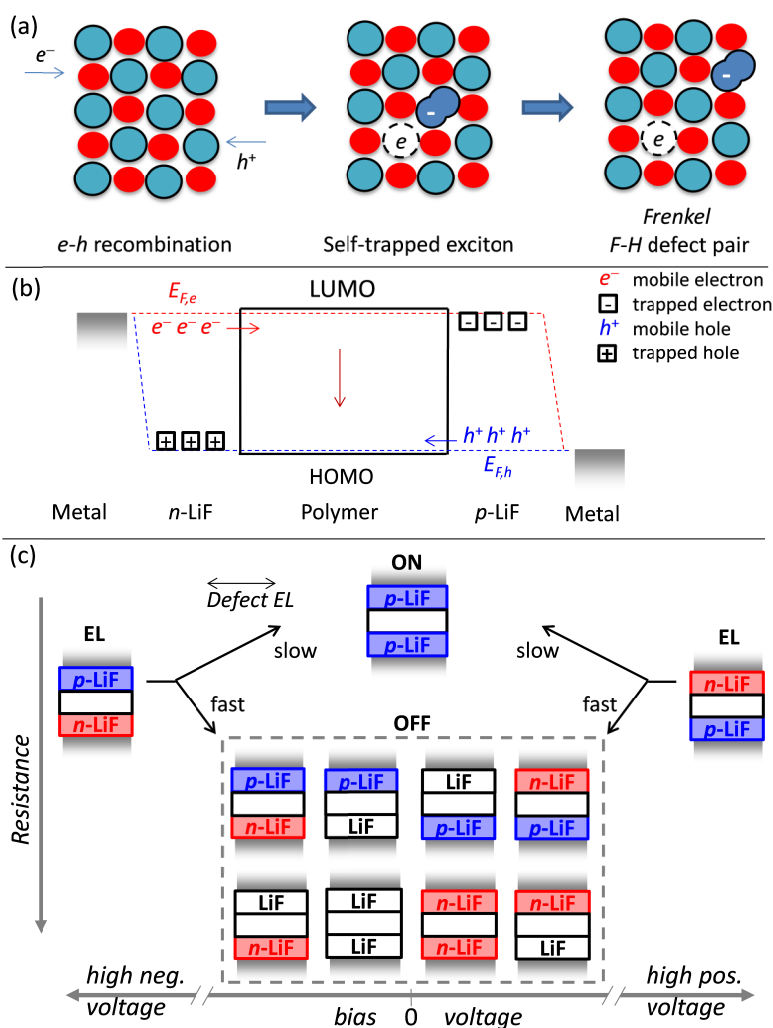 (a)
e⁻
h⁺
-
e
-
e
e-h recombination
Self-trapped exciton
Frenkel
F-H defect pair
(b)
E_F,e
LUMO
e⁻ mobile electron
- trapped electron
h⁺ mobile hole
+ trapped hole
e⁻ e⁻ e⁻
- - -
+ + +
h⁺ h⁺ h⁺
E_F,h
HOMO
Metal
n-LiF
Polymer
p-LiF
Metal
(c)
ON
Defect EL
p-LiF
p-LiF
EL
slow
slow
EL
p-LiF
n-LiF
n-LiF
p-LiF
fast
fast
OFF
Resistance
p-LiF
p-LiF
LiF
n-LiF
n-LiF
LiF
p-LiF
p-LiF
LiF
LiF
n-LiF
n-LiF
n-LiF
LiF
n-LiF
LiF
high neg.
voltage
bias 0 voltage
high pos.
voltage